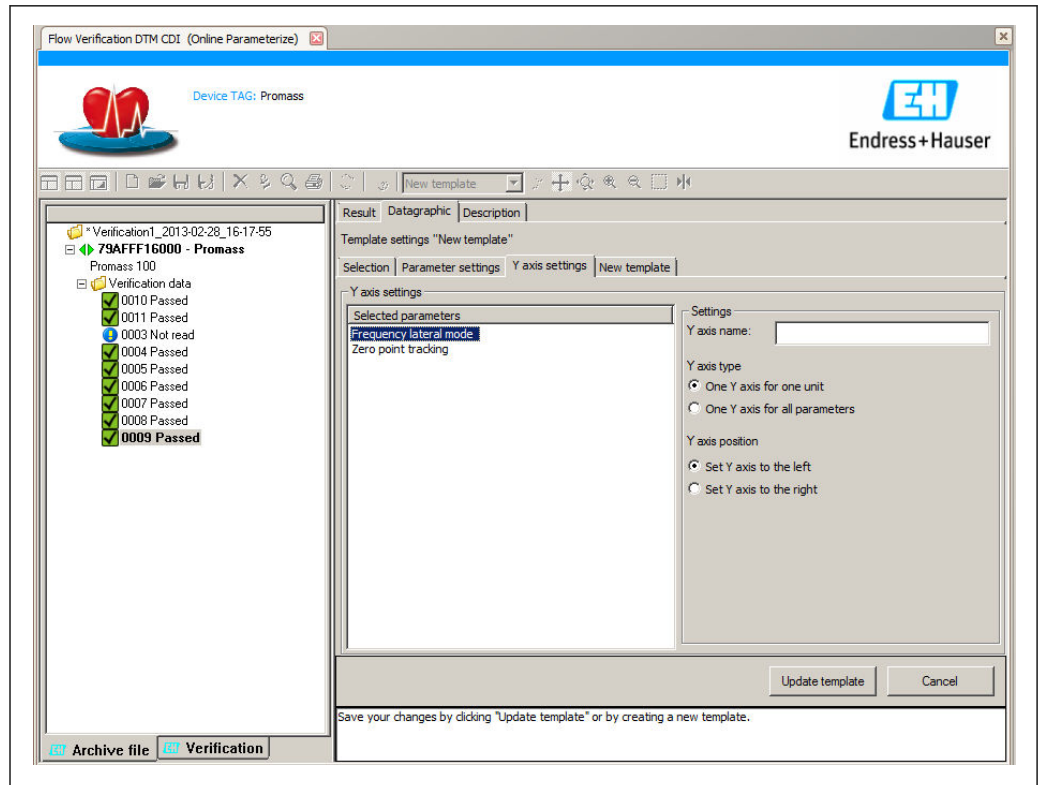 Flow Verification DTM CDI (Online Parameterize)
Device TAG: Promass
EH
Endress+Hauser
New template
* Verification1_2013-02-28_16-17-55
79AFFF16000 - Promass
Promass 100
Verification data
0010 Passed
0011 Passed
0003 Not read
0004 Passed
0005 Passed
0006 Passed
0007 Passed
0008 Passed
0009 Passed
Archive file
Verification
Result
Datagraphic
Description
Template settings "New template"
Selection
Parameter settings
Y axis settings
New template
Y axis settings
Selected parameters
Frequency lateral mode
Zero point tracking
Settings
Y axis name:
Y axis type
One Y axis for one unit
One Y axis for all parameters
Y axis position
Set Y axis to the left
Set Y axis to the right
Update template
Cancel
Save your changes by clicking "Update template" or by creating a new template.